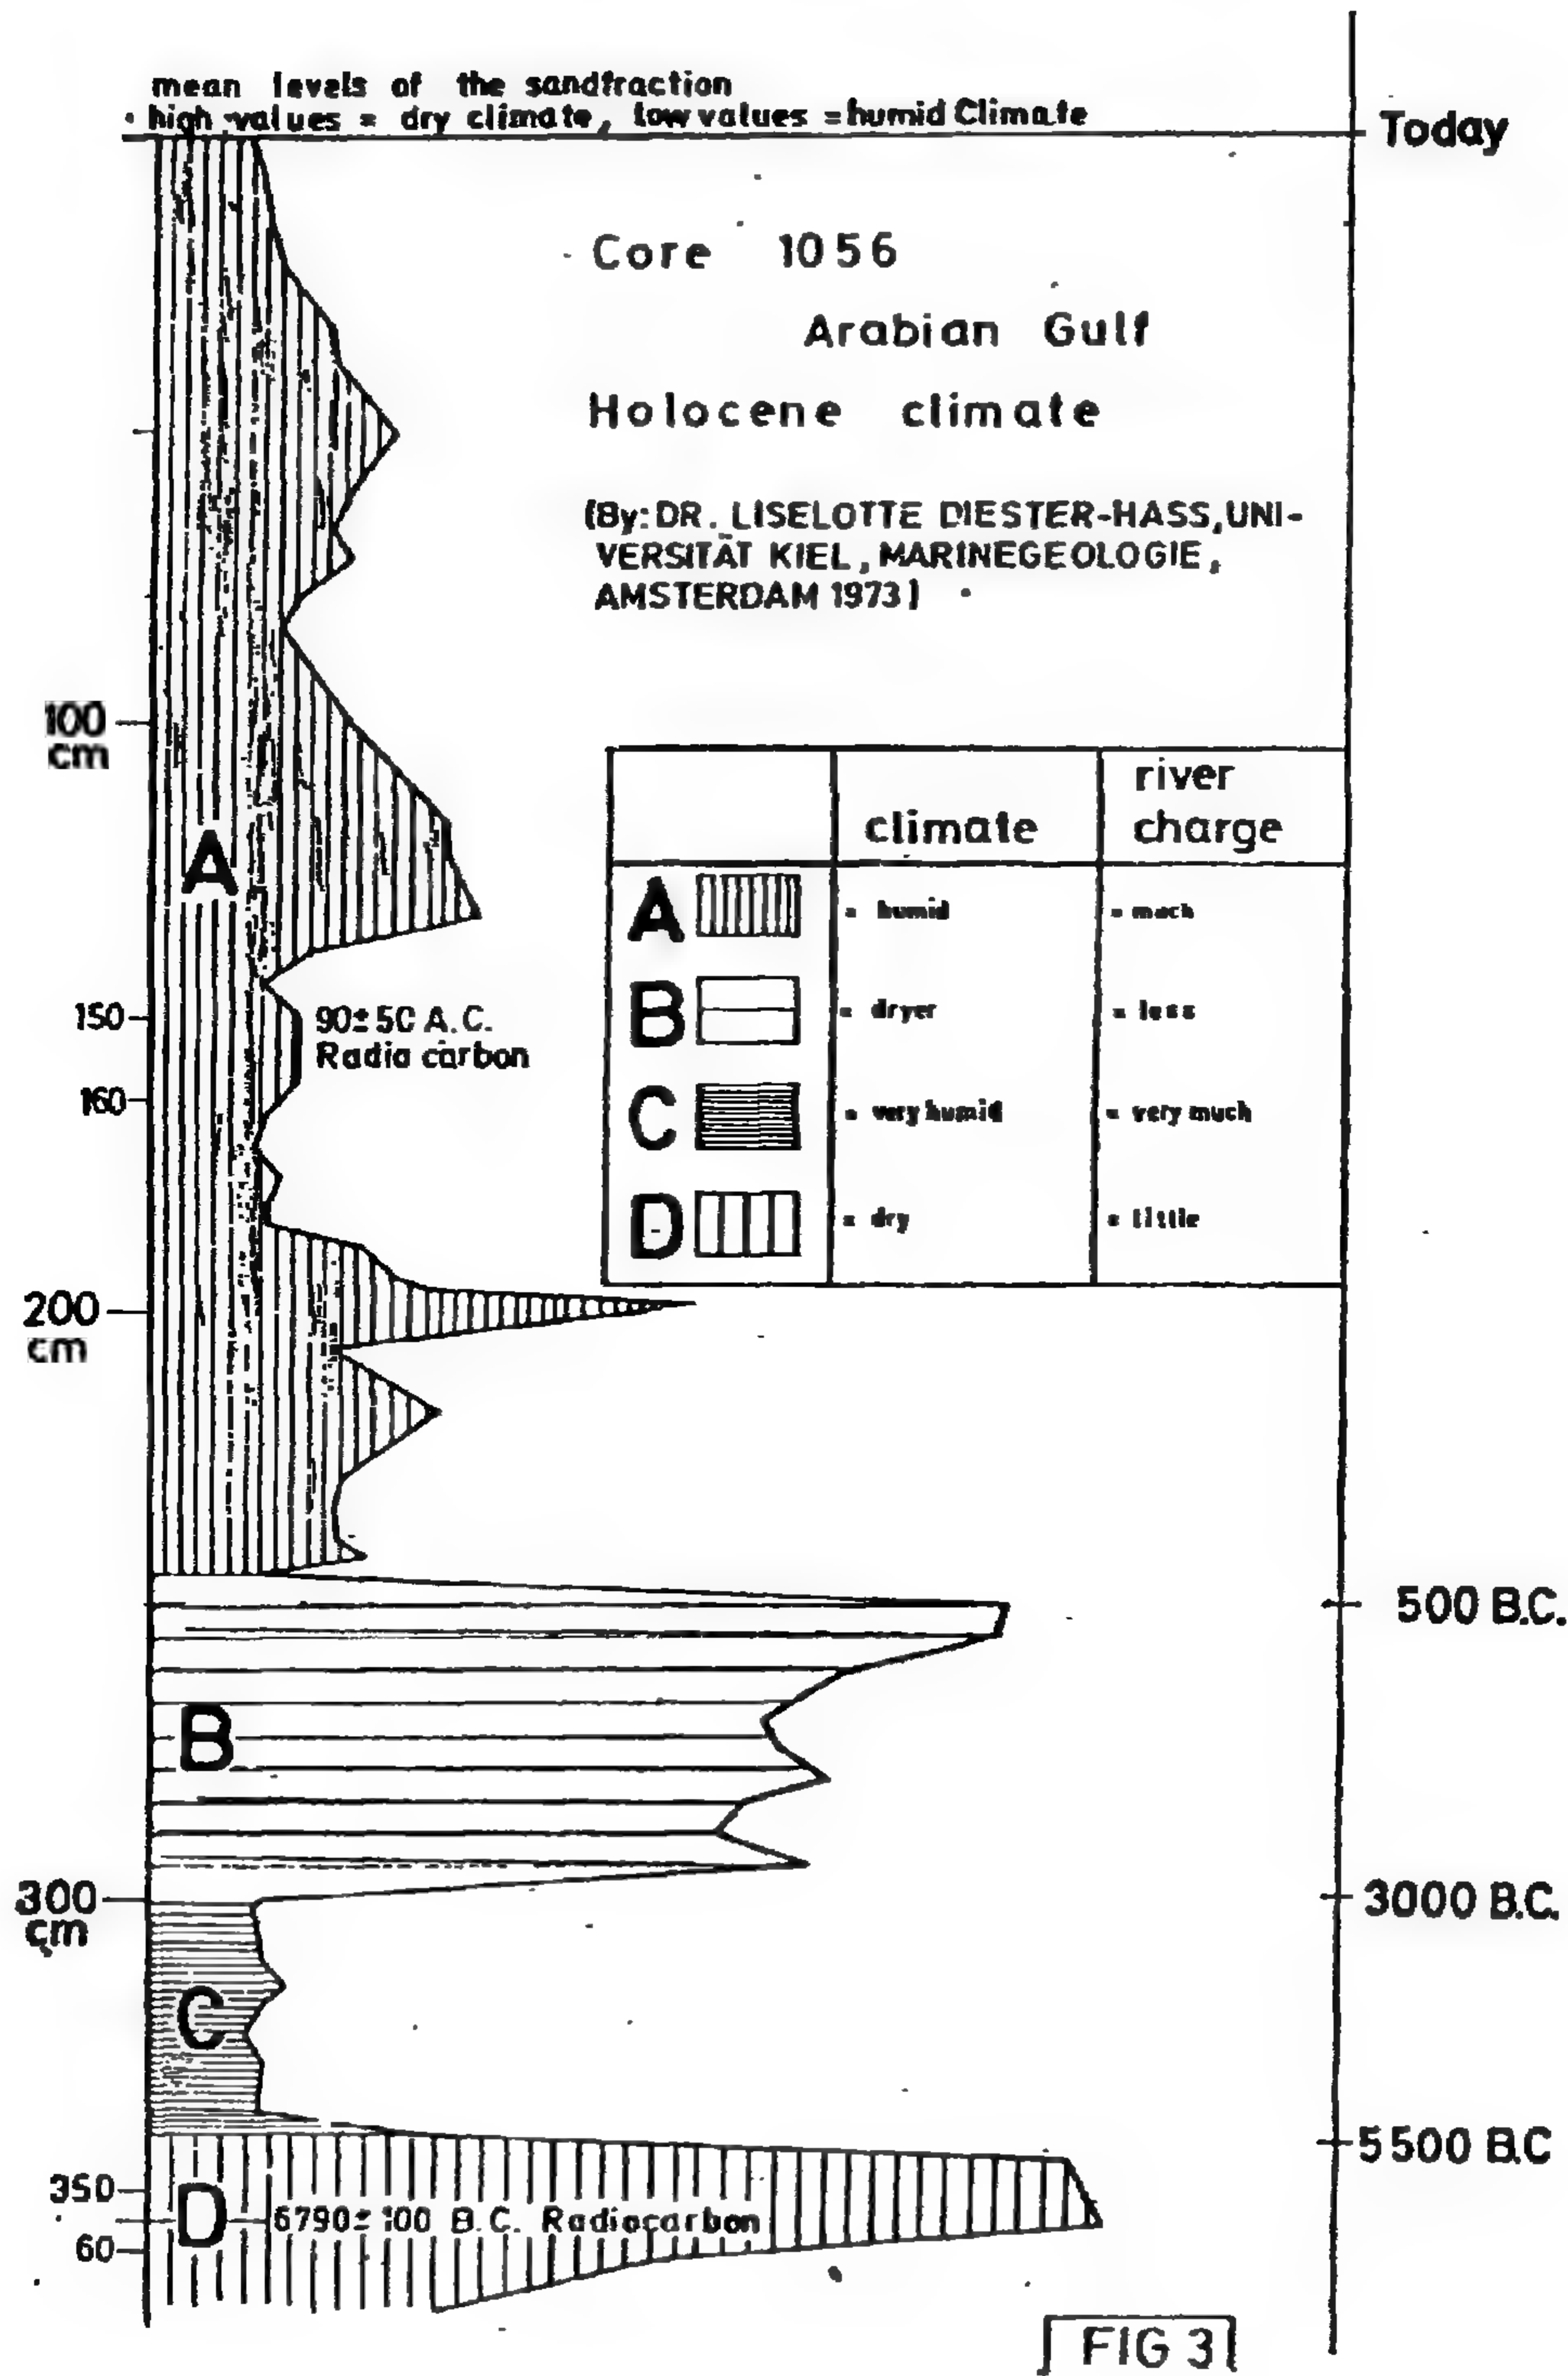 mean levels of the sandfraction
high values = dry climate, low values = humid Climate
Today
Core 1056
Arabian Gulf
Holocene climate
(By: DR. LISELOTTE DIESTER-HASS, UNI-
VERSITÄT KIEL, MARINEGEOLOGIE,
AMSTERDAM 1973)
100
cm
river
climate charge
A
A = humid = much
B = dryer = less
150
90±50 A.C.
Radio carbon
160
C = very humid = very much
D = dry = little
200
cm
500 B.C.
B
300
cm
3000 B.C.
C
5500 B.C
350
D
6790±100 B.C. Radiocarbon
60
FIG 3